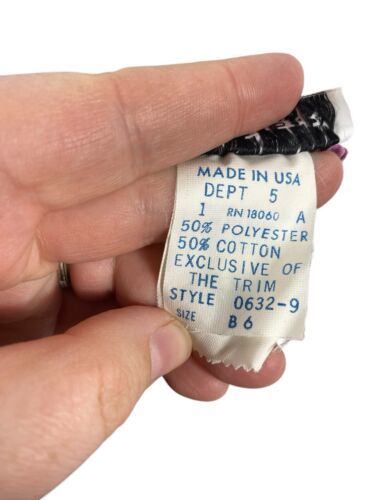 MADE IN USA
DEPT 5
1 RN 18060 A
50% POLYESTER
50% COTTON
EXCLUSIVE OF
THE TRIM
STYLE 0632-9
SIZE B6